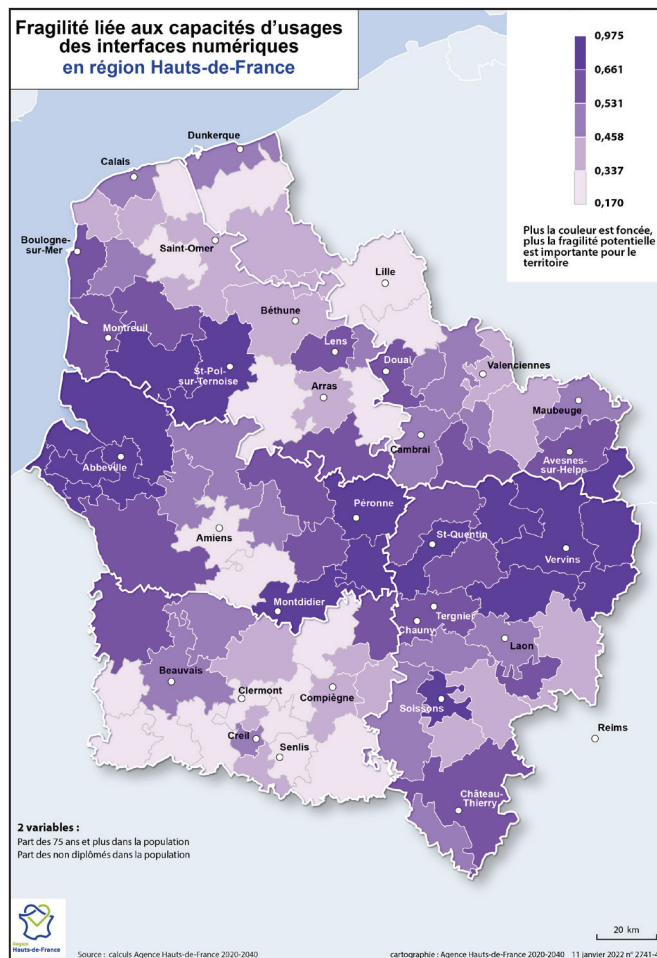 Fragilité liée aux capacités d'usages
des interfaces numériques
en région Hauts-de-France
0,975
0,661
0,531
0,458
0,337
0,170
Plus la couleur est foncée,
plus la fragilité potentielle
est importante pour le
territoire
Dunkerque
Calais
Boulogne-
sur-Mer
Saint-Omer
Lille
Béthune
Montreuil
Lens
St-Pol
-sur-Ternoise
Douai
Valenciennes
Arras
Maubeuge
Cambrai
Avesnes-
sur-Helpe
Abbeville
Péronne
Amiens
St-Quentin
Vervins
Montdidier
Tergnier
Chauny
Laon
Beauvais
Clermont
Compiègne
Soissons
Creil
Senlis
Reims
Château-
Thierry
2 variables :
Part des 75 ans et plus dans la population
Part des non diplômés dans la population
Région
Hauts-de-France
20 km
Source : calculs Agence Hauts-de-France 2020-2040
cartographie : Agence Hauts-de-France 2020-2040 11 janvier 2022 n° 2741-4